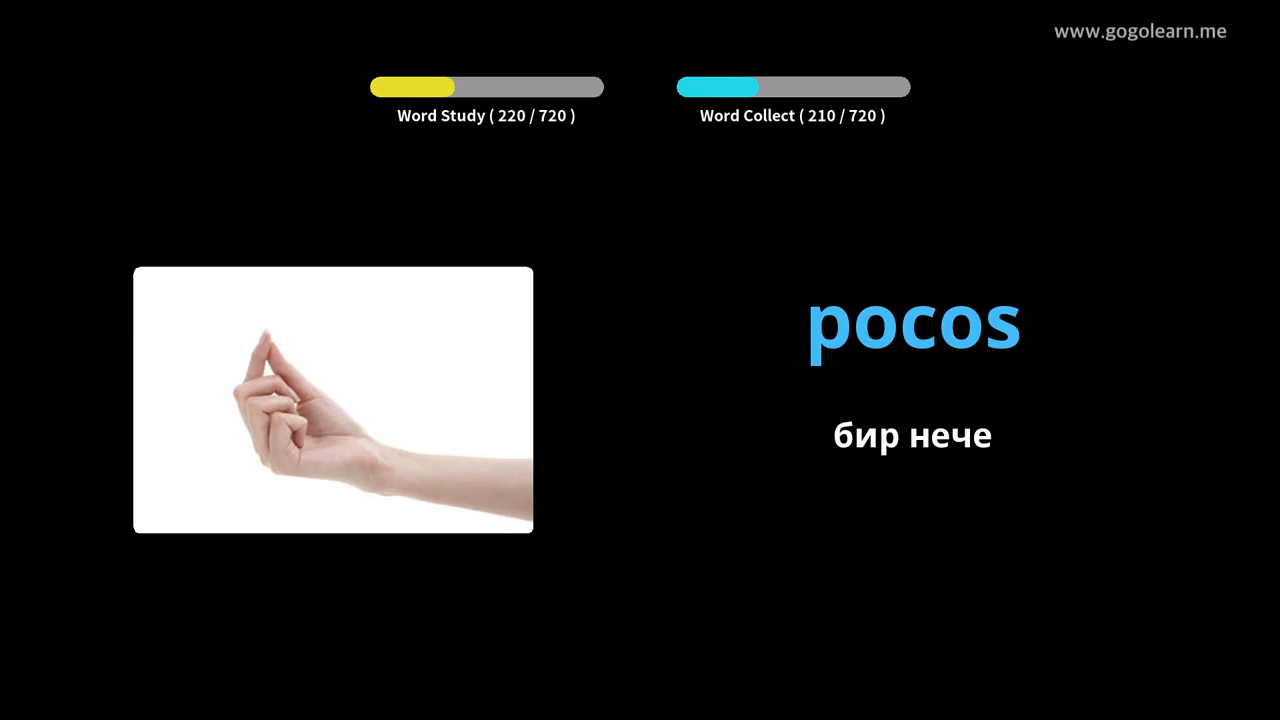 www.gogolearn.me
Word Study ( 220 / 720 )
Word Collect ( 210 / 720 )
pocos
бир нече